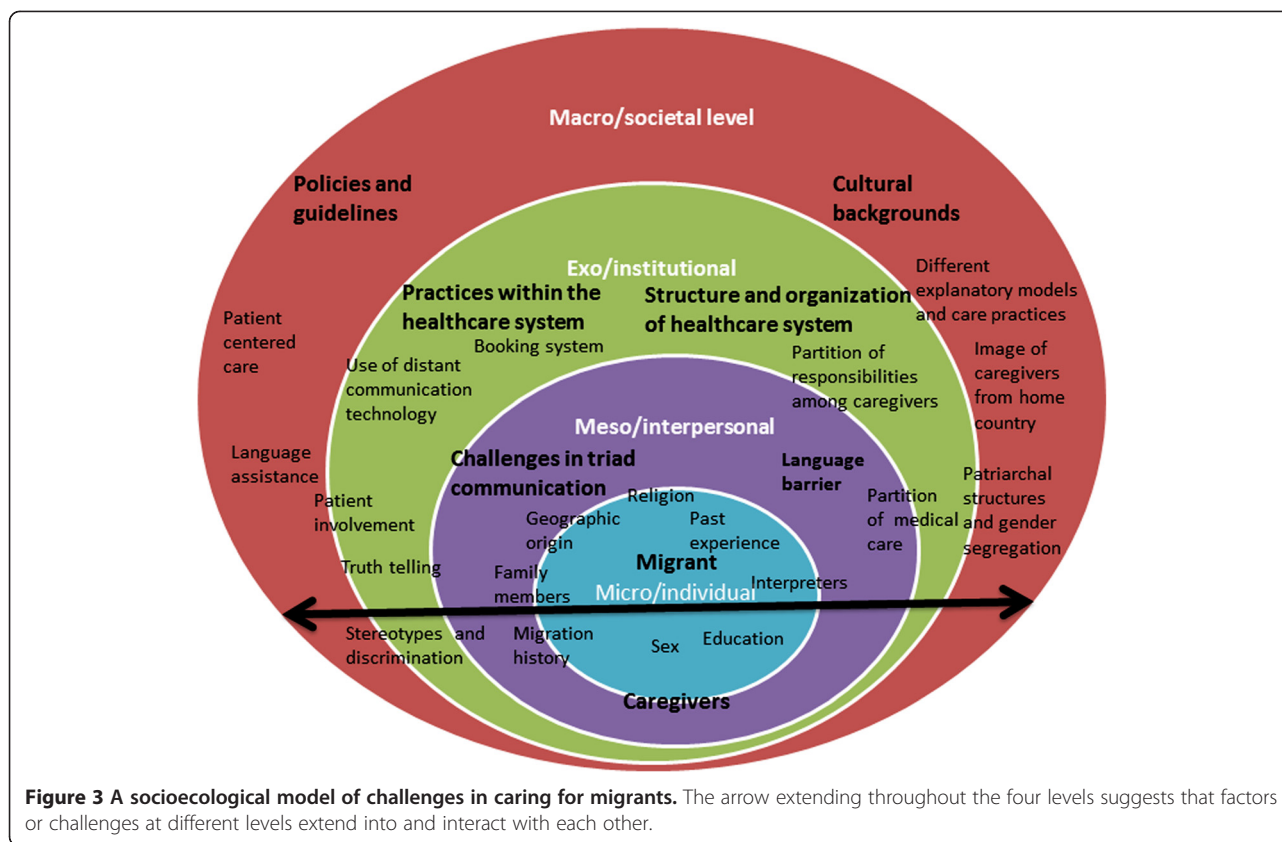 Macro/societal level
Policies and
guidelines
Cultural
backgrounds
Exo/institutional
Different
explanatory models
and care practices
Practices within the
healthcare system
Structure and organization
of healthcare system
Patient
centered
care
Booking system
Use of distant
communication
technology
Partition of
responsibilities
among caregivers
Image of
caregivers
from home
country
Meso/interpersonal
Language
assistance
Challenges in triad
communication
Language
barrier
Patriarchal
structures
and gender
segregation
Patient
involvement
Religion
Partition
of medical
care
Geographic
origin
Past
experience
Truth telling
Migrant
Family
members
Interpreters
Micro/individual
Stereotypes and
discrimination
Migration
history
Sex
Education
Caregivers
Figure 3 A socioecological model of challenges in caring for migrants. The arrow extending throughout the four levels suggests that factors
or challenges at different levels extend into and interact with each other.